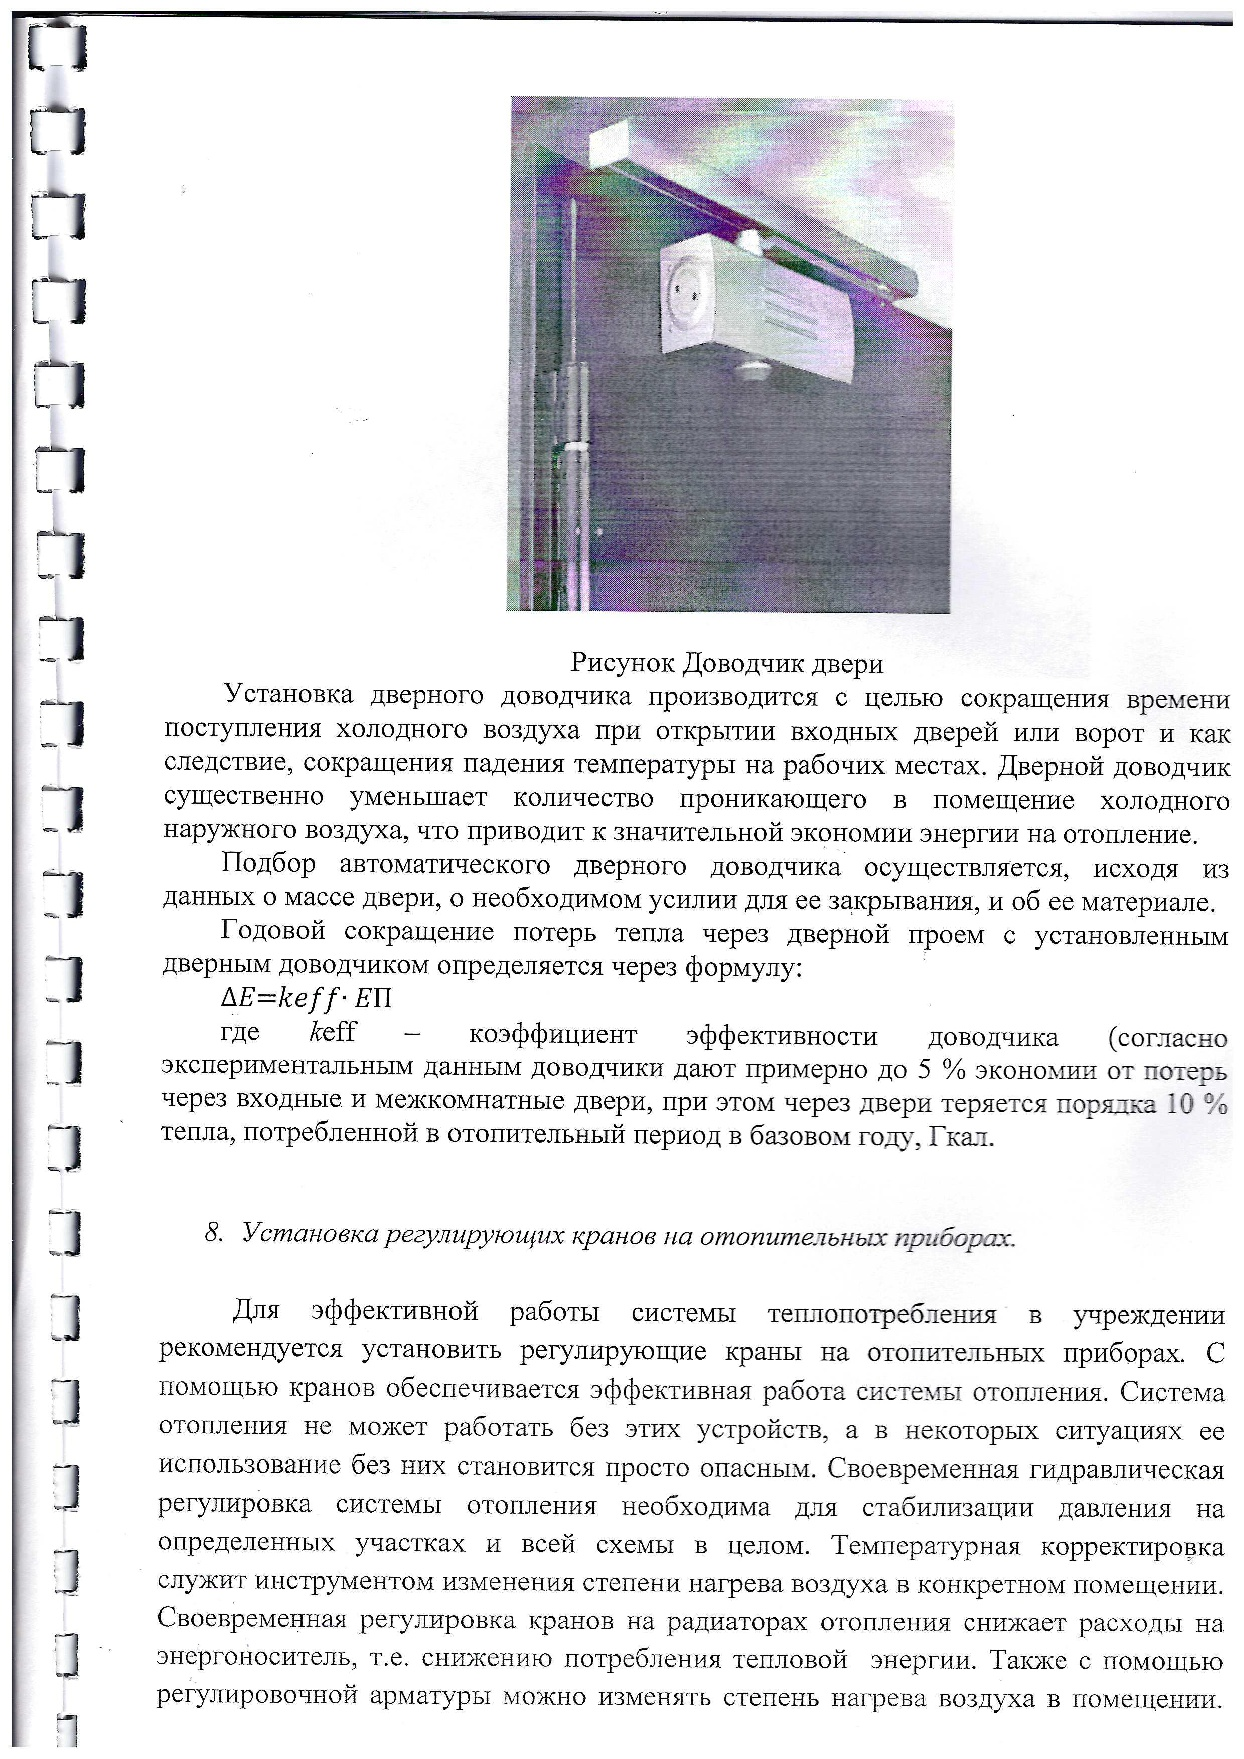 Рисунок Доводчик двери
Установка дверного доводчика производится с целью сокращения времени
поступления холодного воздуха при открытии входных дверей или ворот и как
следствие, сокращения падения температуры на рабочих местах. Дверной доводчик
существенно уменьшает количество проникающего в помещение холодного
наружного воздуха, что приводит к значительной экономии энергии на отопление.
Подбор автоматического дверного доводчика осуществляется, исходя из
данных о массе двери, о необходимом усилии для ее закрывания, и об ее материале.
Годовой сокращение потерь тепла через дверной проем с установленным
дверным доводчиком определяется через формулу:
ΔE=keff· EП
где keff – коэффициент эффективности доводчика (согласно
экспериментальным данным доводчики дают примерно до 5 % экономии от потерь
через входные и межкомнатные двери, при этом через двери теряется порядка 10 %
тепла, потребленной в отопительный период в базовом году, Гкал.
8. Установка регулирующих кранов на отопительных приборах.
Для эффективной работы системы теплопотребления в учреждении
рекомендуется установить регулирующие краны на отопительных приборах. С
помощью кранов обеспечивается эффективная работа системы отопления. Система
отопления не может работать без этих устройств, а в некоторых ситуациях ее
использование без них становится просто опасным. Своевременная гидравлическая
регулировка системы отопления необходима для стабилизации давления на
определенных участках и всей схемы в целом. Температурная корректировка
служит инструментом изменения степени нагрева воздуха в конкретном помещении.
Своевременная регулировка кранов на радиаторах отопления снижает расходы на
энергоноситель, т.е. снижению потребления тепловой энергии. Также с помощью
регулировочной арматуры можно изменять степень нагрева воздуха в помещении.